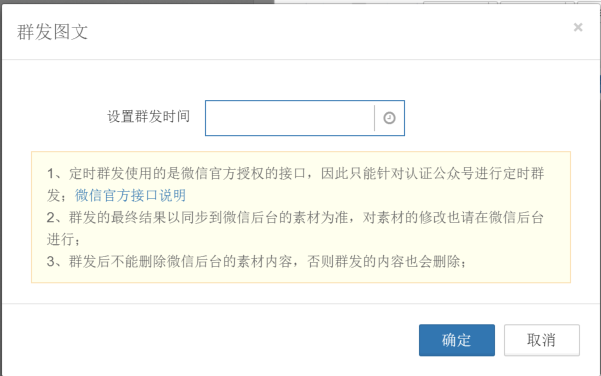 群发图文
×
设置群发时间
1、定时群发使用的是微信官方授权的接口，因此只能针对认证公众号进行定时群
发；微信官方接口说明
2、群发的最终结果以同步到微信后台的素材为准，对素材的修改也请在微信后台
进行；
3、群发后不能删除微信后台的素材内容，否则群发的内容也会删除；
确定 取消